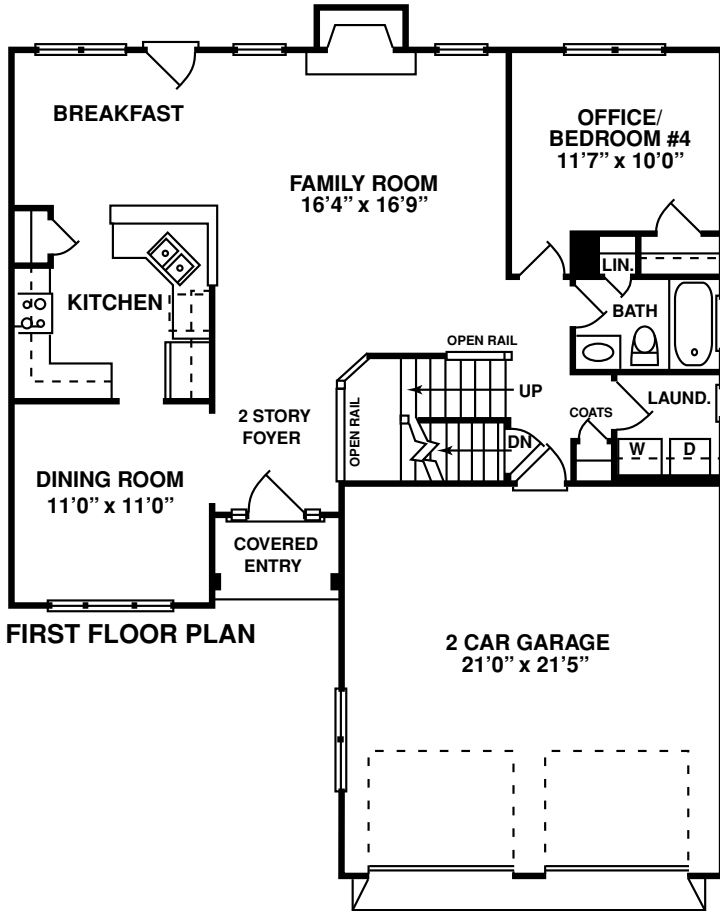 BREAKFAST
OFFICE/
BEDROOM #4
11’7” x 10’0”
FAMILY ROOM
16’4” x 16’9”
LIN.
KITCHEN
BATH
OPEN RAIL
UP
LAUND.
COATS
OPEN RAIL
2 STORY
FOYER
DN
W
D
DINING ROOM
11’0” x 11’0”
COVERED
ENTRY
FIRST FLOOR PLAN
2 CAR GARAGE
21’0” x 21’5”